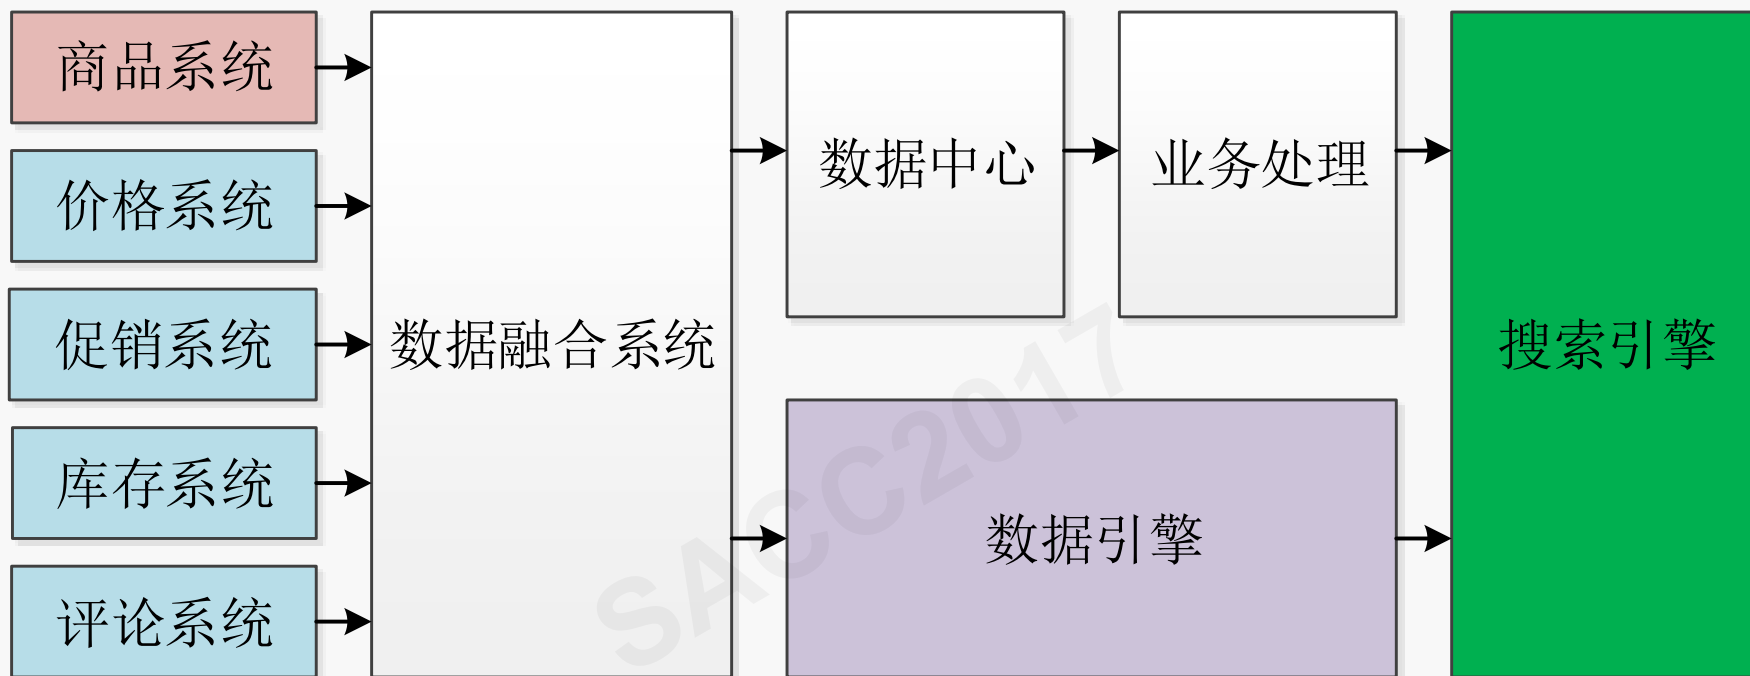 商品系统
价格系统
促销系统
库存系统
评论系统
数据融合系统
数据中心
业务处理
数据引擎
搜索引擎
SACC2017